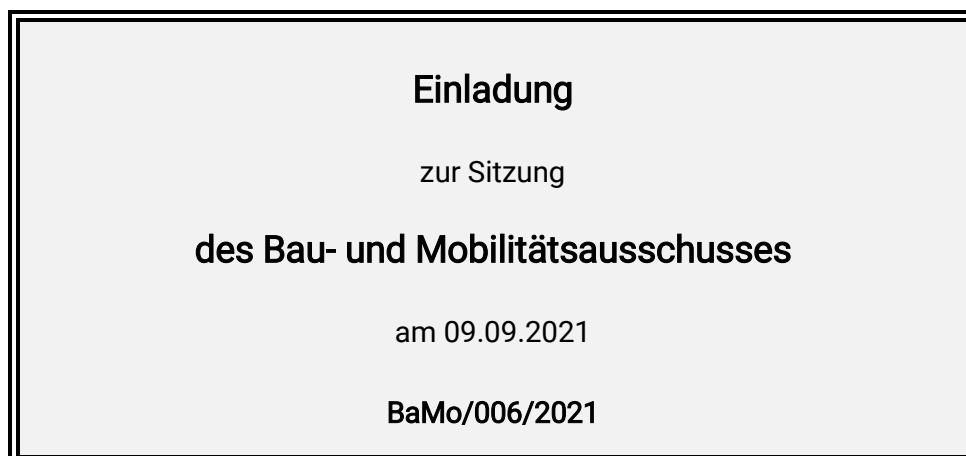 Einladung
zur Sitzung
des Bau- und Mobilitätsausschusses
am 09.09.2021
BaMo/006/2021